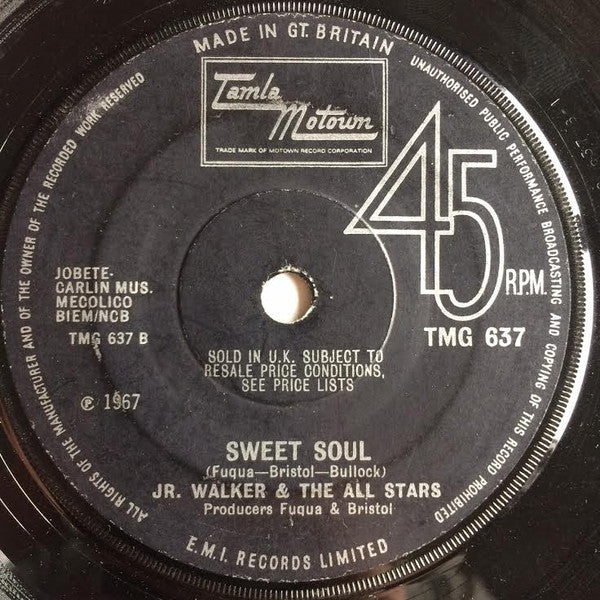 MADE IN GT. BRITAIN
Tamla
Motown
TRADE MARK OF MOTOWN RECORD CORPORATION
UNAUTHORISED PUBLIC PERFORMANCE BROADCASTING AND COPYING OF THIS RECORD PROHIBITED
ALL RIGHTS OF THE MANUFACTURER AND OF THE OWNER OF THE RECORDED WORK RESERVED
45
R.P.M.
TMG 637
JOBETE-
CARLIN MUS.
MECOLICO
BIEM/NCB
TMG 637 B
℗ 1967
SOLD IN U.K. SUBJECT TO
RESALE PRICE CONDITIONS,
SEE PRICE LISTS
SWEET SOUL
(Fuqua—Bristol—Bullock)
JR. WALKER & THE ALL STARS
Producers Fuqua & Bristol
E.M.I. RECORDS LIMITED